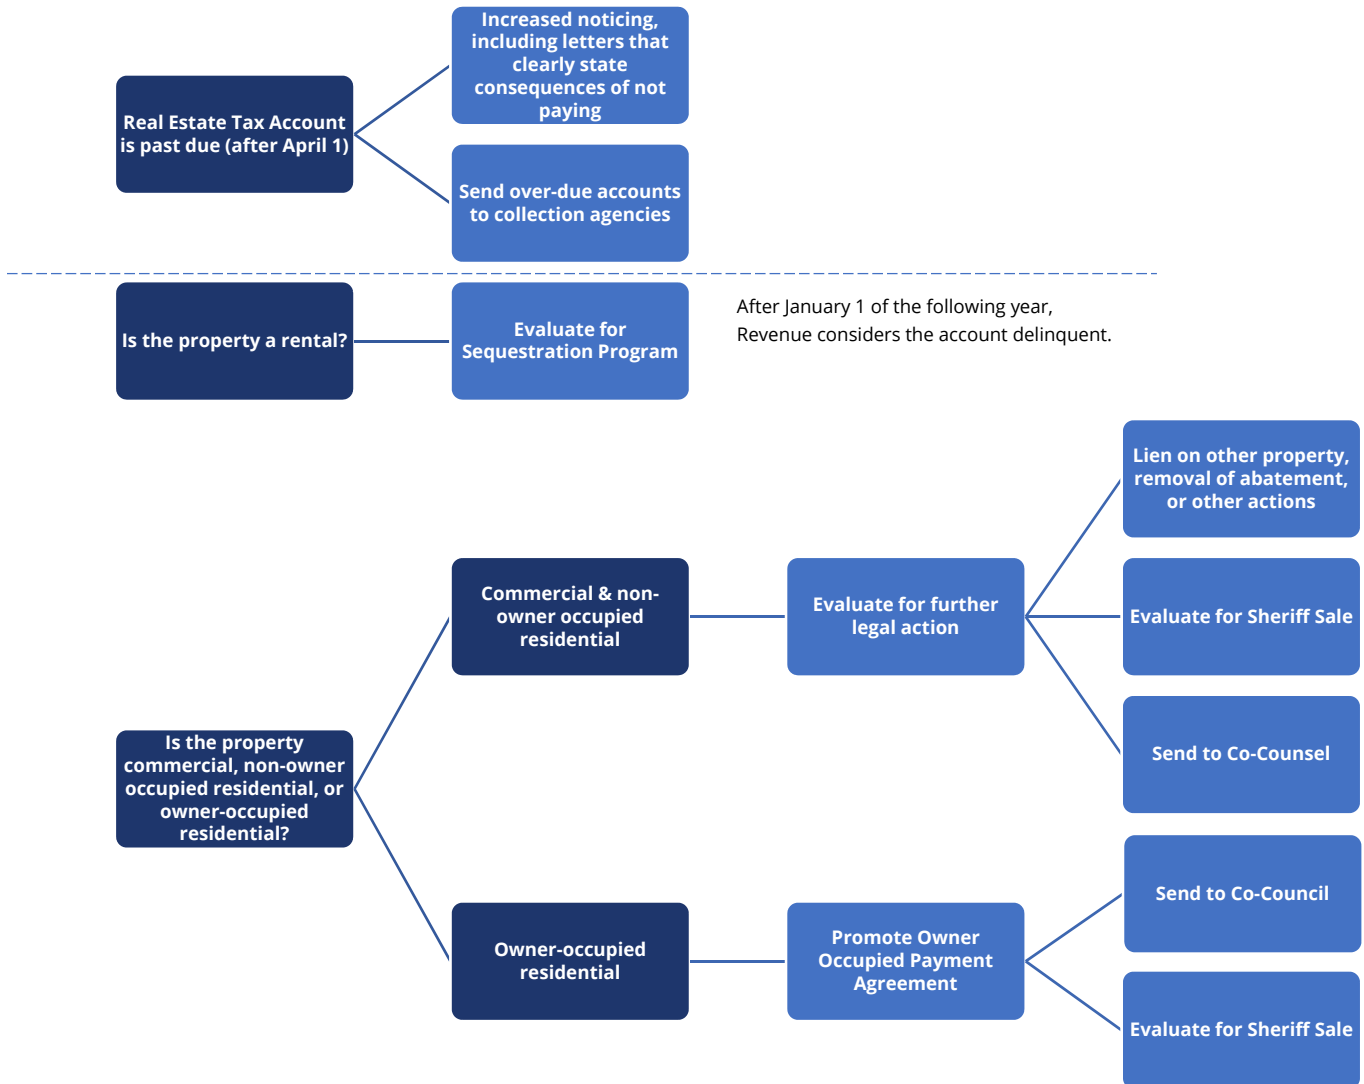 Increased noticing,
including letters that
clearly state
consequences of not
paying
Real Estate Tax Account
is past due (after April 1)
Send over-due accounts
to collection agencies
Is the property a rental?
Evaluate for
Sequestration Program
After January 1 of the following year,
Revenue considers the account delinquent.
Lien on other property,
removal of abatement,
or other actions
Commercial & non-
owner occupied
residential
Evaluate for further
legal action
Evaluate for Sheriff Sale
Send to Co-Counsel
Is the property
commercial, non-owner
occupied residential, or
owner-occupied
residential?
Send to Co-Council
Owner-occupied
residential
Promote Owner
Occupied Payment
Agreement
Evaluate for Sheriff Sale